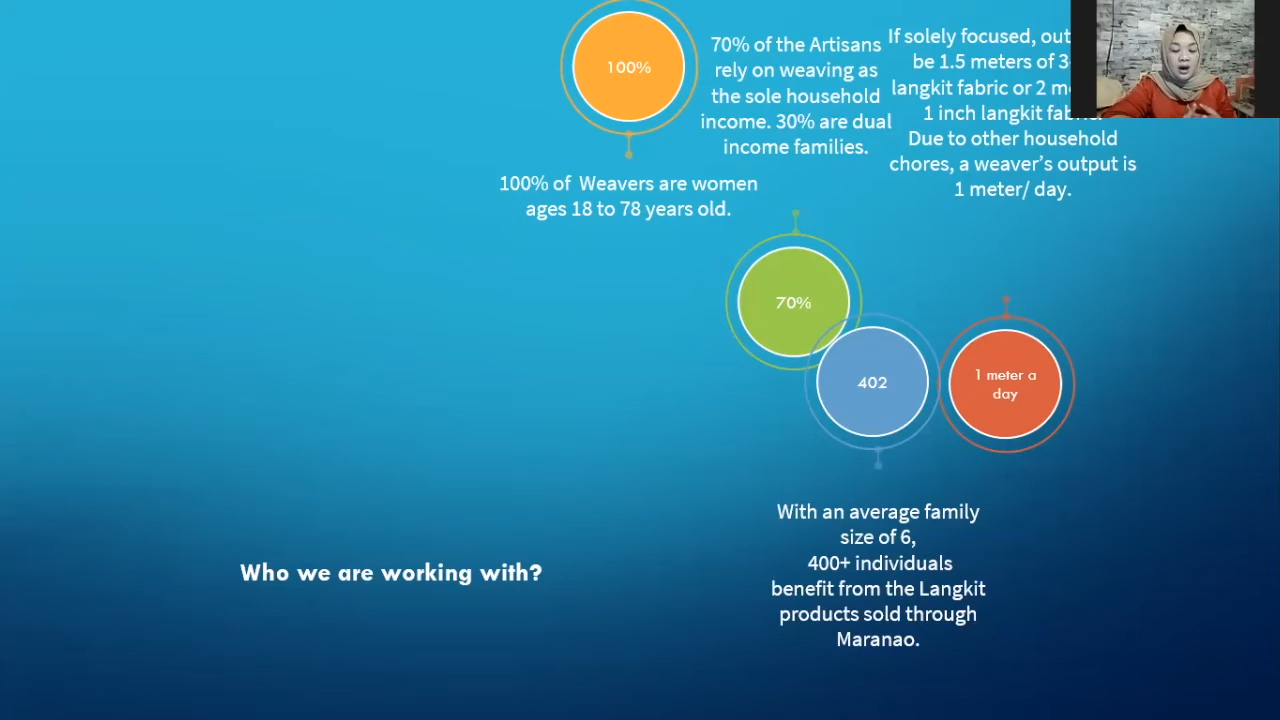 100%
100% of Weavers are women
ages 18 to 78 years old.
70% of the Artisans
rely on weaving as
the sole household
income. 30% are dual
income families.
If solely focused,
be 1.5 meters of
langkit fabric or 2
1 inch langkit
Due to other household
chores, a weaver's output is
1 meter/ day.
70%
402
1 meter a
day
With an average family
size of 6,
400+ individuals
benefit from the Langkit
products sold through
Maranao.
Who we are working with?